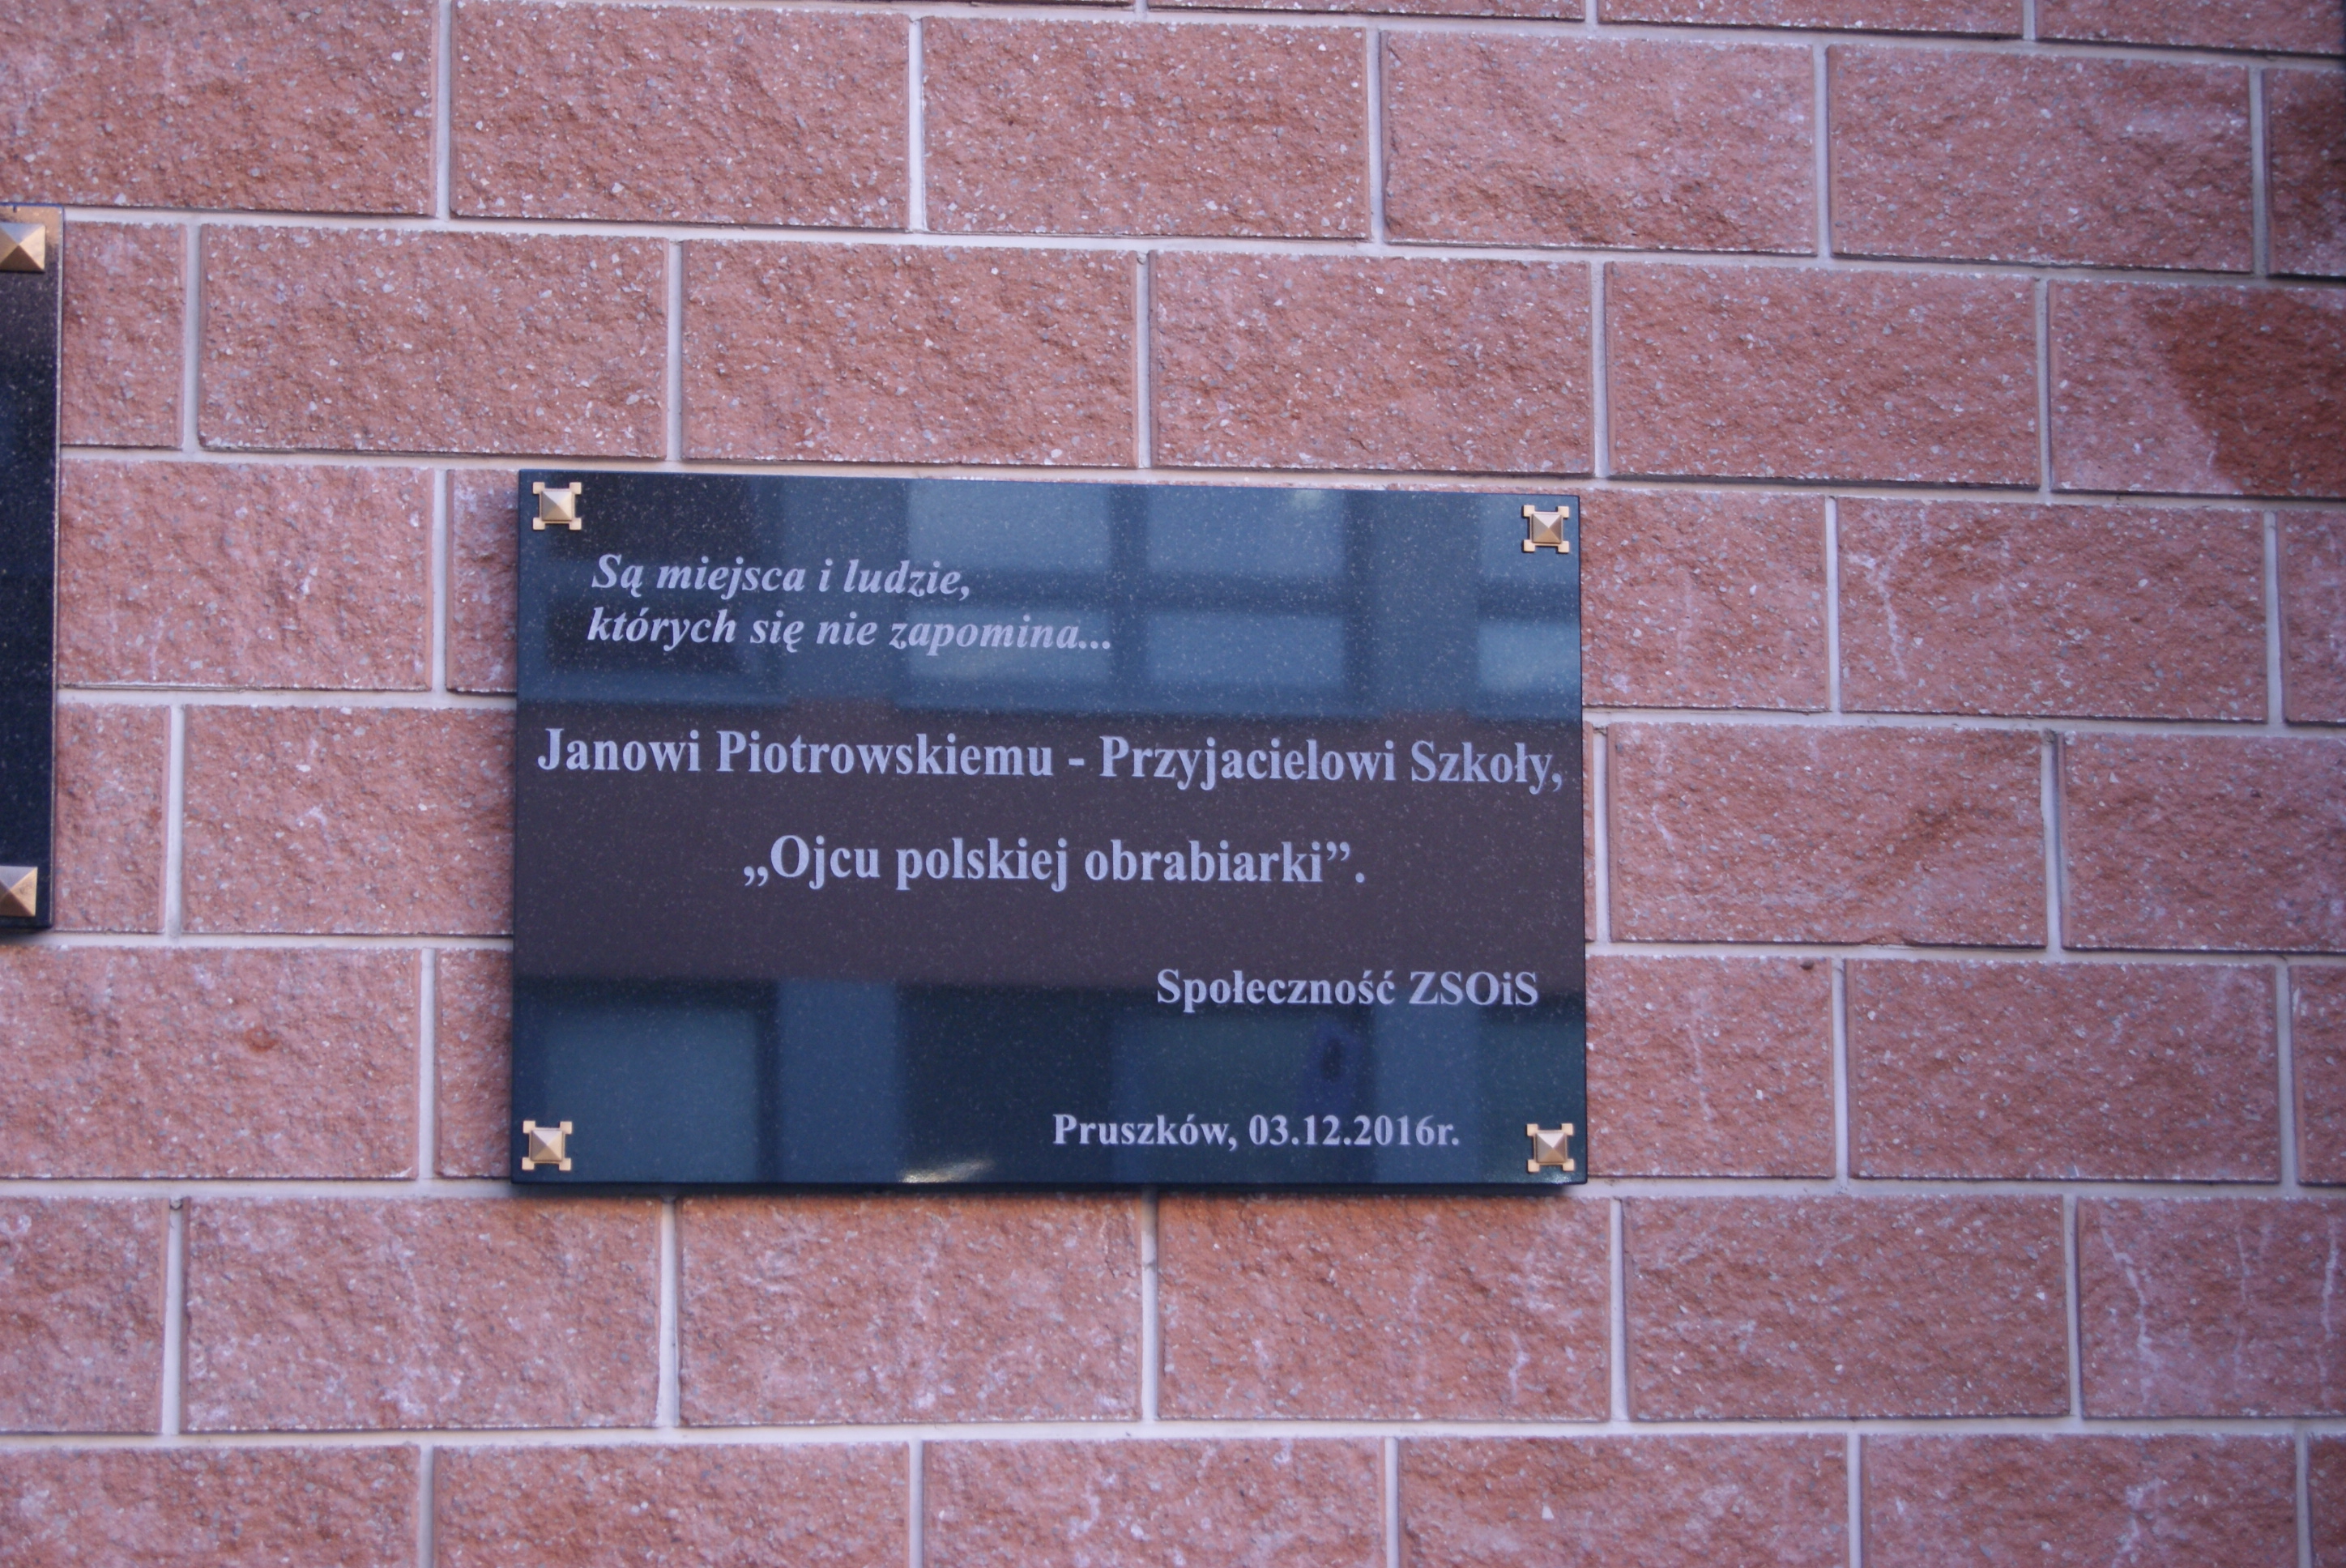 Są miejsca i ludzie,
których się nie zapomina...
Janowi Piotrowskiemu - Przyjacielowi Szkoły,
„Ojcu polskiej obrabiarki”.
Społeczność ZSOiS
Pruszków, 03.12.2016r.